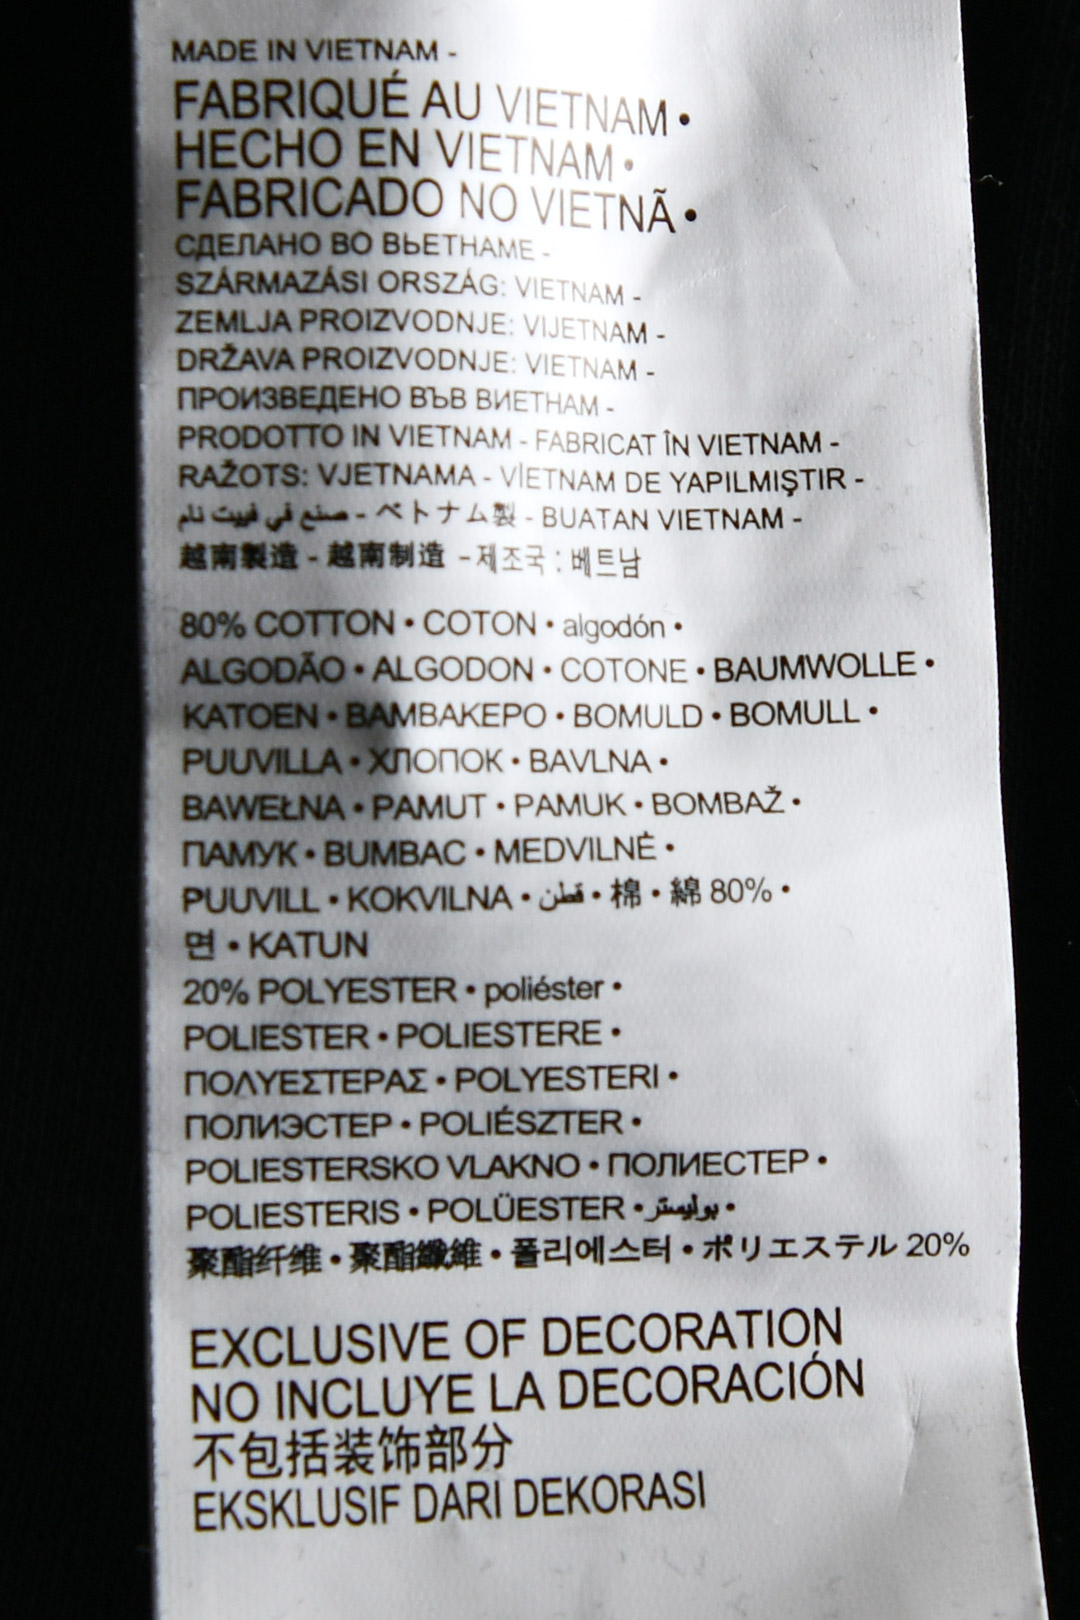 MADE IN VIETNAM -
FABRIQUÉ AU VIETNAM •
HECHO EN VIETNAM •
FABRICADO NO VIETNÃ •
СДЕЛАНО ВО ВЬЕТНАМЕ -
SZÁRMAZÁSI ORSZÁG: VIETNAM -
ZEMLJA PROIZVODNJE: VIJETNAM -
DRŽAVA PROIZVODNJE: VIETNAM -
ПРОИЗВЕДЕНО ВЪВ ВИЕТНАМ -
PRODOTTO IN VIETNAM - FABRICAT ÎN VIETNAM -
RAŽOTS: VJETNAMA - VİETNAM DE YAPILMIŞTIR -
صنع في فييت نام - ベトナム製 - BUATAN VIETNAM -
越南製造 - 越南制造 - 제조국 : 베트남
80% COTTON • COTON • algodón •
ALGODÃO • ALGODON • COTONE • BAUMWOLLE •
KATOEN • ΒΑΜΒΑΚΕΡΟ • BOMULD • BOMULL •
PUUVILLA • ХЛОПОК • BAVLNA •
BAWEŁNA • PAMUT • PAMUK • BOMBAŽ •
ПАМУК • BUMBAC • MEDVILNĖ •
PUUVILL • KOKVILNA • قطن • 棉 • 綿 80% •
면 • KATUN
20% POLYESTER • poliéster •
POLIESTER • POLIESTERE •
ΠΟΛΥΕΣΤΕΡΑΣ • POLYESTERI •
ПОЛИЭСТЕР • POLIÉSZTER •
POLIESTERSKO VLAKNO • ПОЛИЕСТЕР •
POLIESTERIS • POLÜESTER • بوليستر •
聚酯纤维 • 聚酯纖維 • 폴리에스터 • ポリエステル 20%
EXCLUSIVE OF DECORATION
NO INCLUYE LA DECORACIÓN
不包括装饰部分
EKSKLUSIF DARI DEKORASI